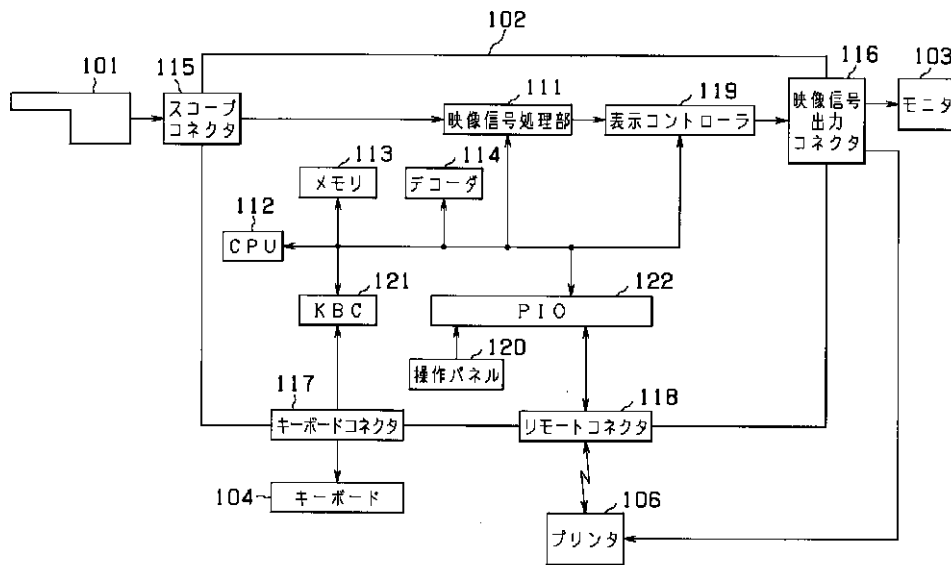 102
101
115
スコープ
コネクタ
111
映像信号処理部
119
表示コントローラ
116
映像信号
出力
コネクタ
103
モニタ
113
メモリ
114
デコーダ
112
CPU
121
KBC
122
PIO
120
操作パネル
117
キーボードコネクタ
118
リモートコネクタ
104
キーボード
106
プリンタ